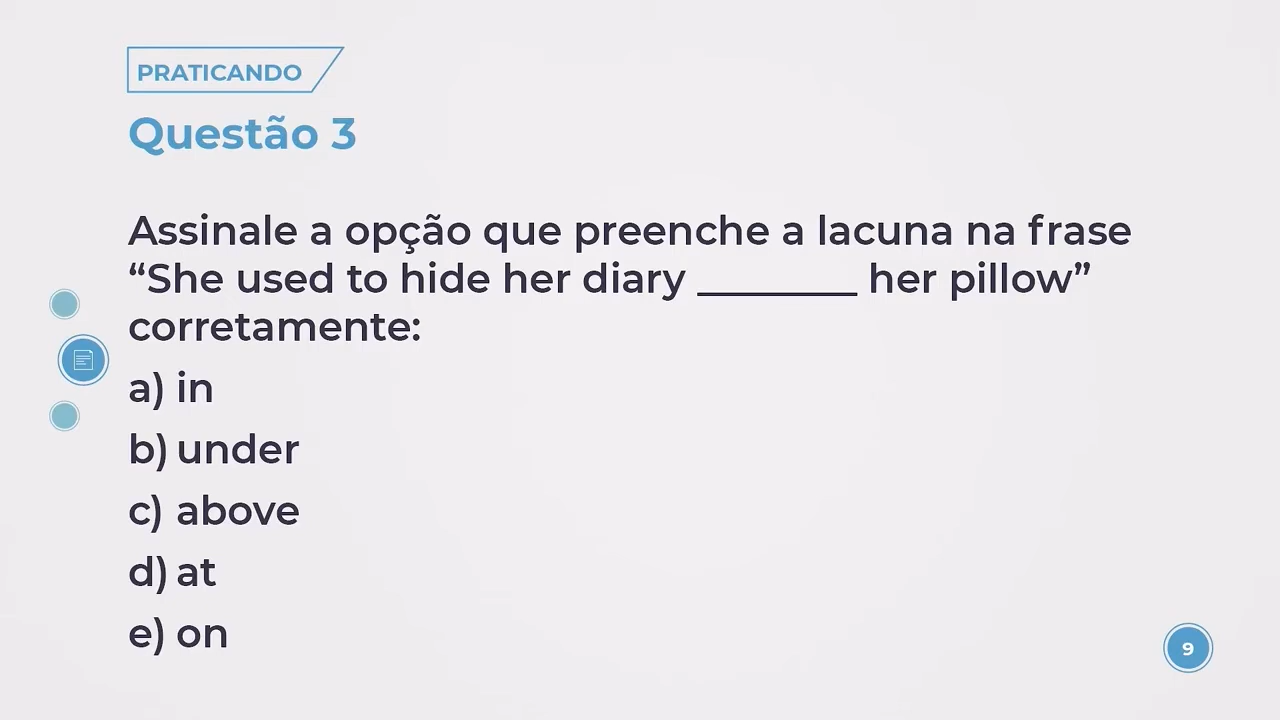 PRATICANDO
Questão 3
Assinale a opção que preenche a lacuna na frase
“She used to hide her diary ________ her pillow”
corretamente:
a) in
b) under
c) above
d) at
e) on
9